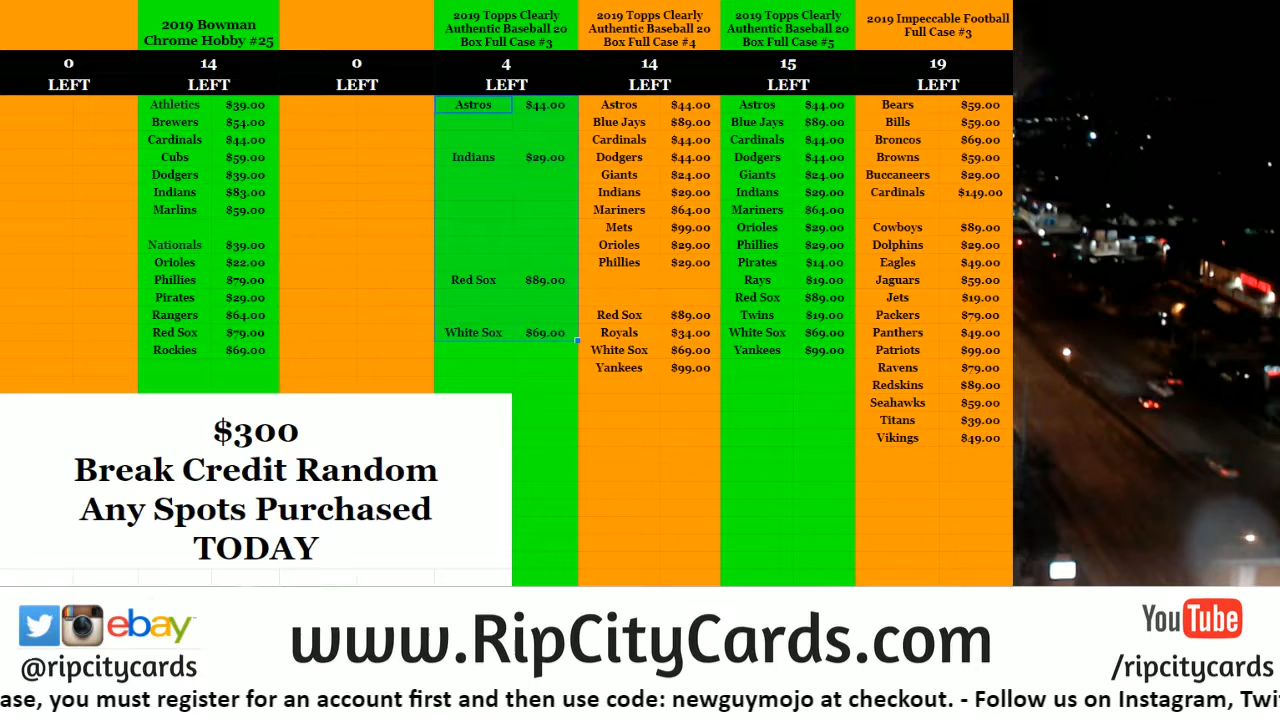 2019 Bowman
Chrome Hobby #25
2019 Topps Clearly
Authentic Baseball 20
Box Full Case #3
2019 Topps Clearly
Authentic Baseball 20
Box Full Case #4
2019 Topps Clearly
Authentic Baseball 20
Box Full Case #5
2019 Impeccable Football
Full Case #3
0
LEFT
14
LEFT
0
LEFT
4
LEFT
14
LEFT
15
LEFT
19
LEFT
Athletics $39.00
Brewers $54.00
Cardinals $44.00
Cubs $59.00
Dodgers $39.00
Indians $83.00
Marlins $59.00
Nationals $39.00
Orioles $22.00
Phillies $79.00
Pirates $29.00
Rangers $64.00
Red Sox $79.00
Rockies $69.00
Astros $44.00
Indians $29.00
Red Sox $89.00
White Sox $69.00
Astros $44.00
Blue Jays $89.00
Cardinals $44.00
Dodgers $44.00
Giants $24.00
Indians $29.00
Mariners $64.00
Mets $99.00
Orioles $29.00
Phillies $29.00
Red Sox $89.00
Royals $34.00
White Sox $69.00
Yankees $99.00
Astros $44.00
Blue Jays $89.00
Cardinals $44.00
Dodgers $44.00
Giants $24.00
Indians $29.00
Mariners $64.00
Orioles $29.00
Phillies $29.00
Pirates $14.00
Rays $19.00
Red Sox $89.00
Twins $19.00
White Sox $69.00
Yankees $99.00
Bears $59.00
Bills $59.00
Broncos $69.00
Browns $59.00
Buccaneers $29.00
Cardinals $149.00
Cowboys $89.00
Dolphins $29.00
Eagles $49.00
Jaguars $59.00
Jets $19.00
Packers $79.00
Panthers $49.00
Patriots $99.00
Ravens $79.00
Redskins $89.00
Seahawks $59.00
Titans $39.00
Vikings $49.00
$300
Break Credit Random
Any Spots Purchased
TODAY
ebay
@ripcitycards
www.RipCityCards.com
YouTube
/ripcitycards
ase, you must register for an account first and then use code: newguymojo at checkout. - Follow us on Instagram, Twi